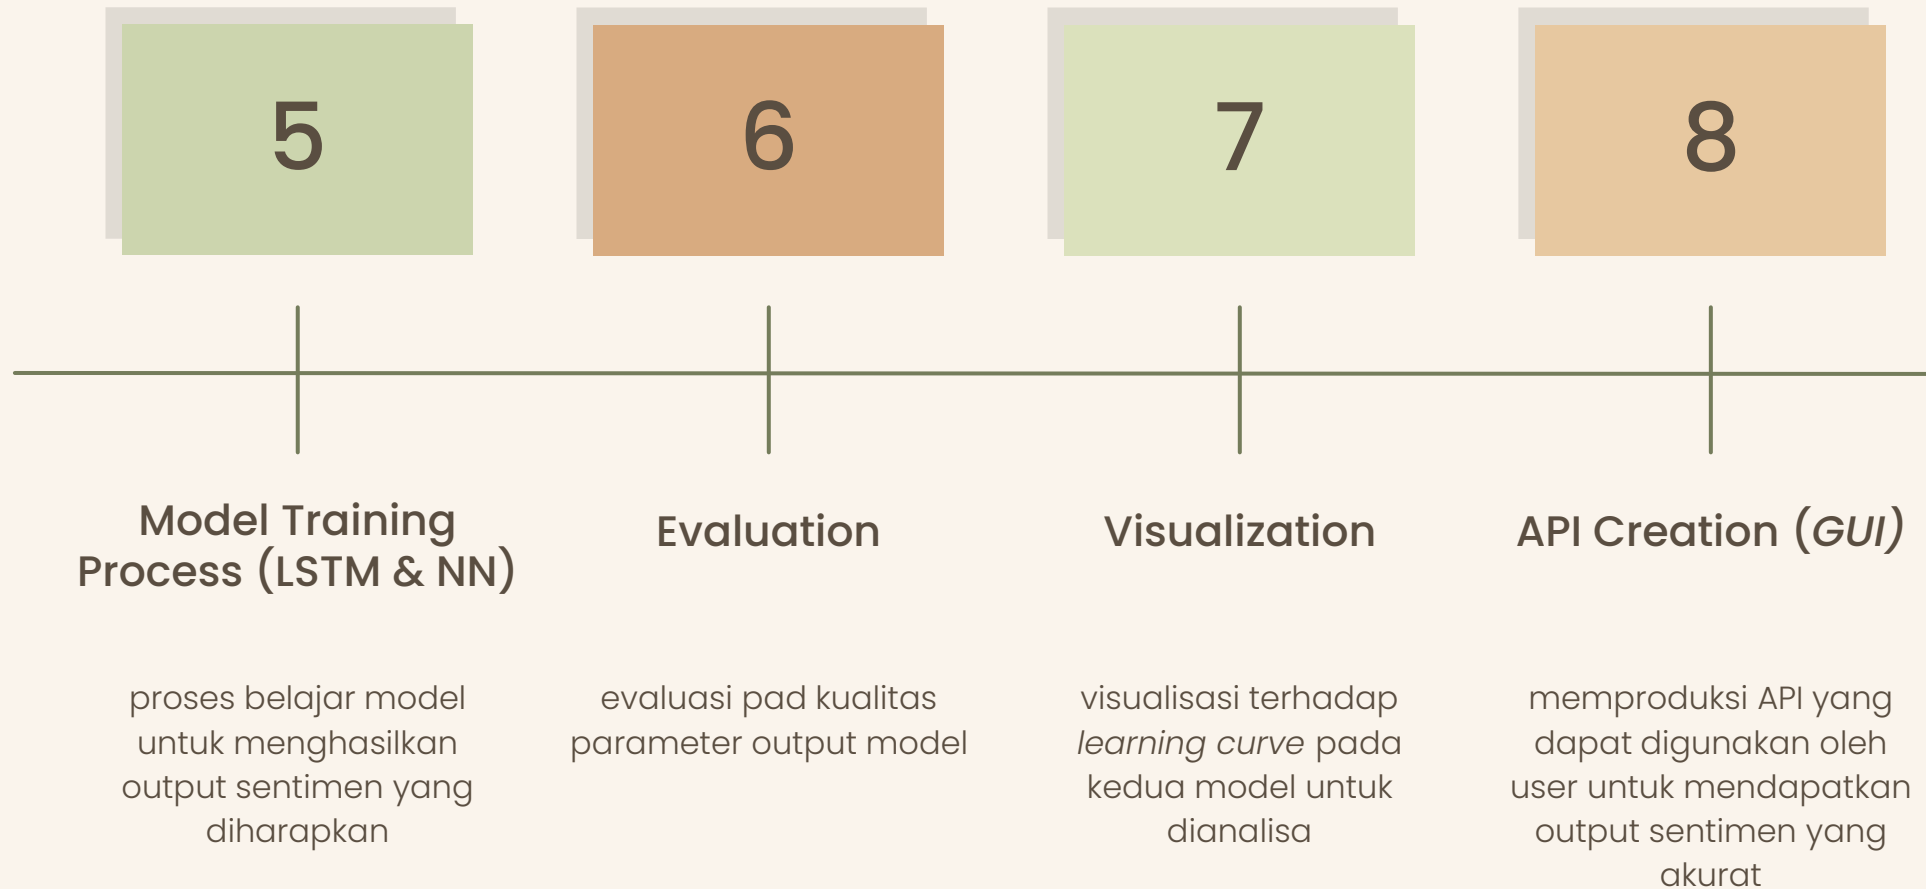 5
6
7
8
Model Training
Process (LSTM & NN)
Evaluation
Visualization
API Creation (GUI)
proses belajar model
untuk menghasilkan
output sentimen yang
diharapkan
evaluasi pad kualitas
parameter output model
visualisasi terhadap
learning curve pada
kedua model untuk
dianalisa
memproduksi API yang
dapat digunakan oleh
user untuk mendapatkan
output sentimen yang
akurat